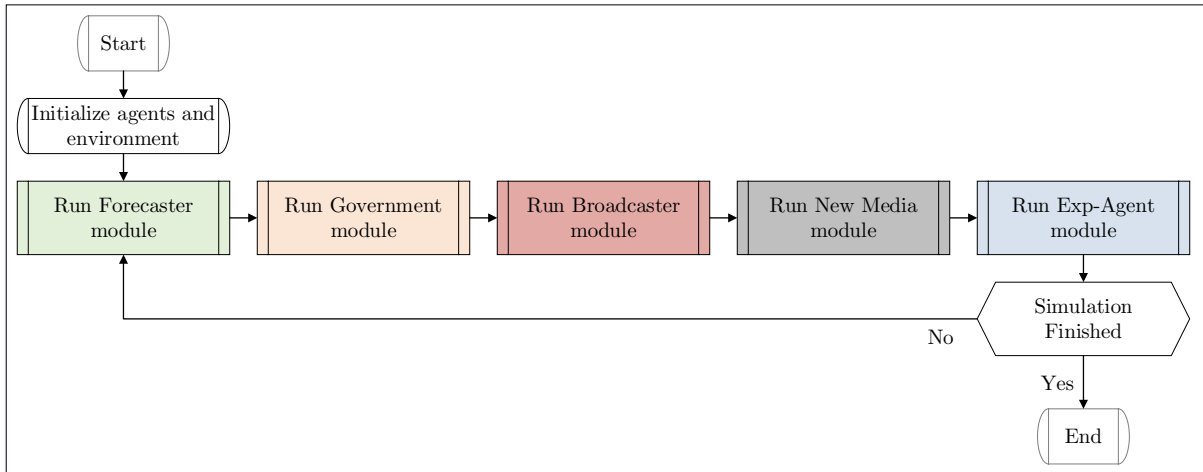 Start
Initialize agents and
environment
Run Forecaster
module
Run Government
module
Run Broadcaster
module
Run New Media
module
Run Exp-Agent
module
Simulation
Finished
No
Yes
End